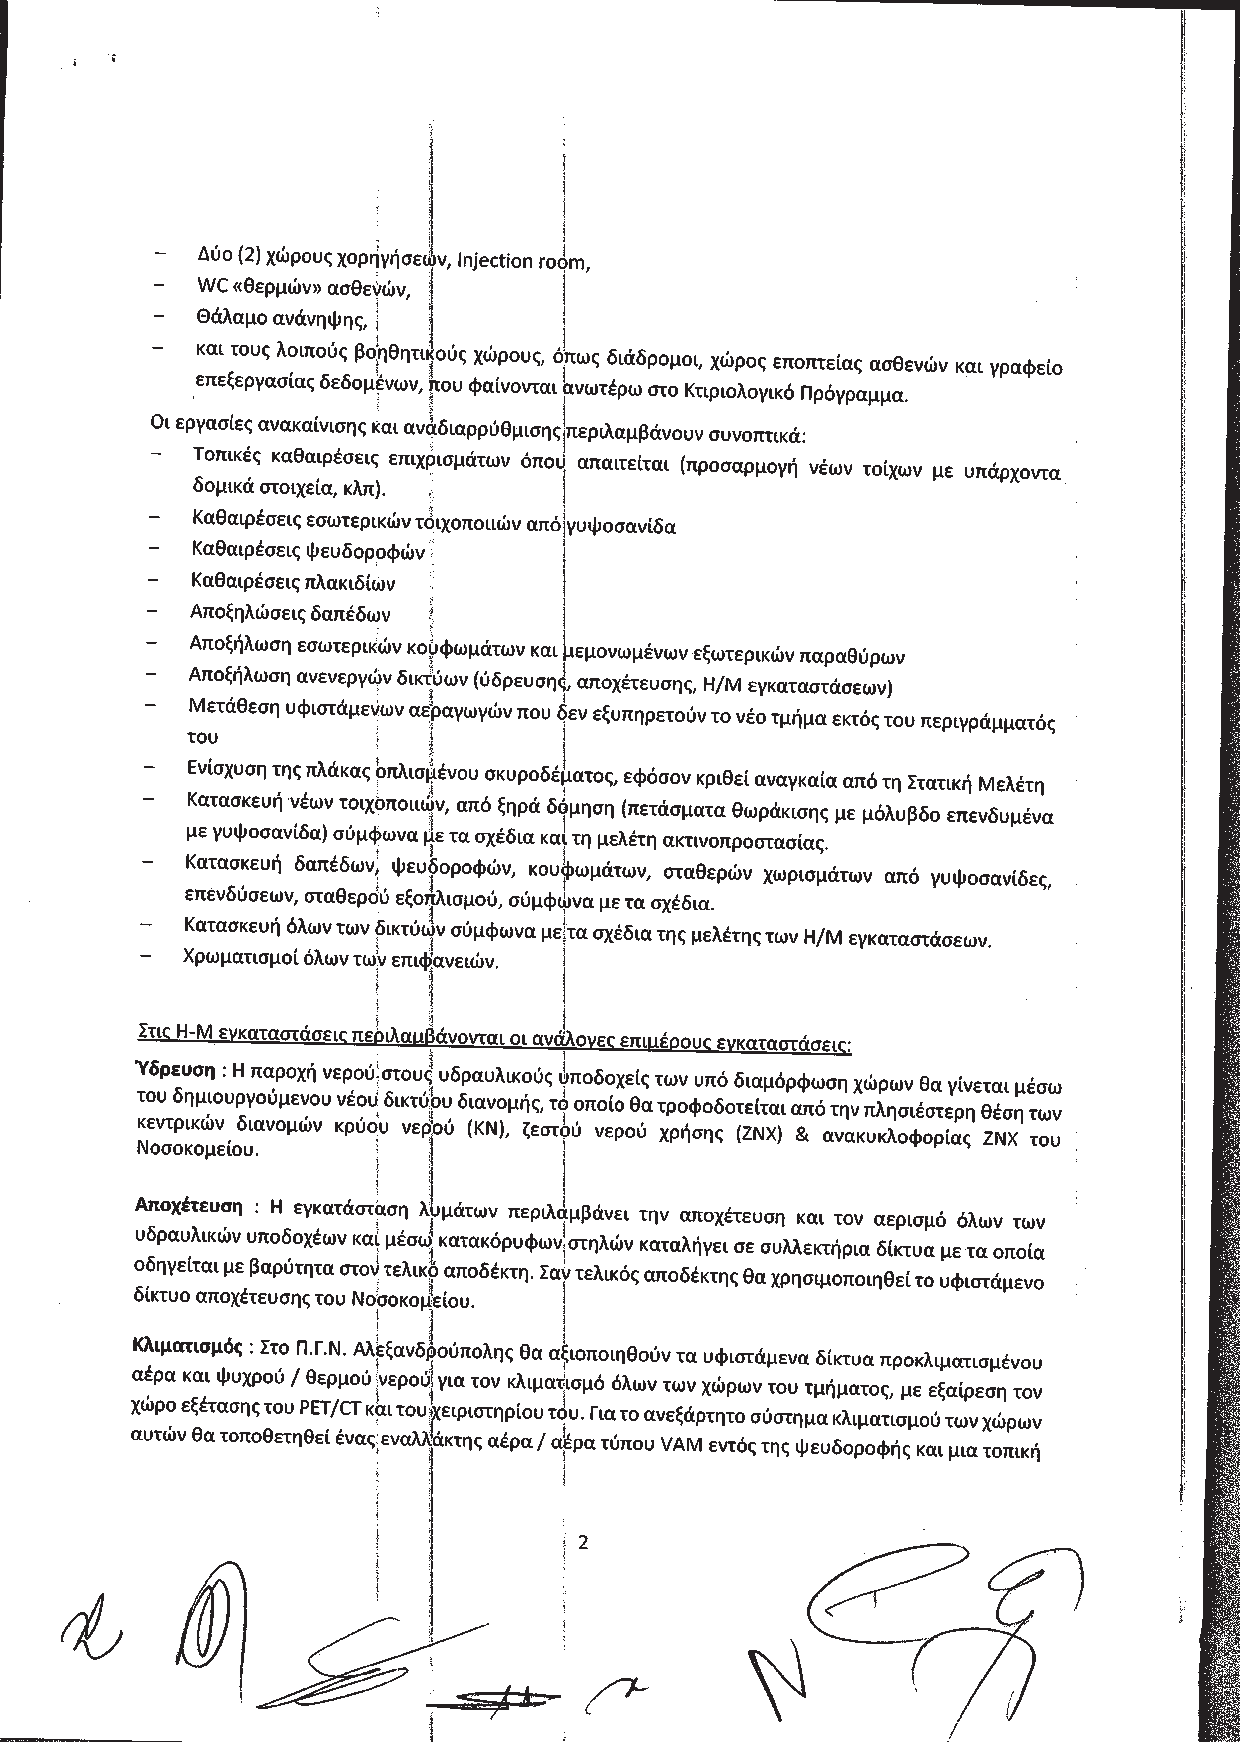 – Δύο (2) χώρους χορηγήσεων, Injection room,
– WC «θερμών» ασθενών,
– Θάλαμο ανάνηψης,
– και τους λοιπούς βοηθητικούς χώρους, όπως διάδρομοι, χώρος εποπτείας ασθενών και γραφείο
επεξεργασίας δεδομένων, που φαίνονται ανωτέρω στο Κτιριολογικό Πρόγραμμα.
Οι εργασίες ανακαίνισης και αναδιαρρύθμισης περιλαμβάνουν συνοπτικά:
– Τοπικές καθαιρέσεις επιχρισμάτων όπου απαιτείται (προσαρμογή νέων τοίχων με υπάρχοντα
δομικά στοιχεία, κλπ).
– Καθαιρέσεις εσωτερικών τοιχοποιιών από γυψοσανίδα
– Καθαιρέσεις ψευδοροφών
– Καθαιρέσεις πλακιδίων
– Αποξηλώσεις δαπέδων
– Αποξήλωση εσωτερικών κουφωμάτων και μεμονωμένων εξωτερικών παραθύρων
– Αποξήλωση ανενεργών δικτύων (ύδρευσης, αποχέτευσης, Η/Μ εγκαταστάσεων)
– Μετάθεση υφιστάμενων αεραγωγών που δεν εξυπηρετούν το νέο τμήμα εκτός του περιγράμματός
του
– Ενίσχυση της πλάκας οπλισμένου σκυροδέματος, εφόσον κριθεί αναγκαία από τη Στατική Μελέτη
– Κατασκευή νέων τοιχοποιιών, από ξηρά δόμηση (πετάσματα θωράκισης με μόλυβδο επενδυμένα
με γυψοσανίδα) σύμφωνα με τα σχέδια και τη μελέτη ακτινοπροστασίας.
– Κατασκευή δαπέδων, ψευδοροφών, κουφωμάτων, σταθερών χωρισμάτων από γυψοσανίδες,
επενδύσεων, σταθερού εξοπλισμού, σύμφωνα με τα σχέδια.
– Κατασκευή όλων των δικτύων σύμφωνα με τα σχέδια της μελέτης των Η/Μ εγκαταστάσεων.
– Χρωματισμοί όλων των επιφανειών.
Στις Η-Μ εγκαταστάσεις περιλαμβάνονται οι ανάλογες επιμέρους εγκαταστάσεις:
Ύδρευση : Η παροχή νερού στους υδραυλικούς υποδοχείς των υπό διαμόρφωση χώρων θα γίνεται μέσω
του δημιουργούμενου νέου δικτύου διανομής, το οποίο θα τροφοδοτείται από την πλησιέστερη θέση των
κεντρικών διανομών κρύου νερού (ΚΝ), ζεστού νερού χρήσης (ΖΝΧ) & ανακυκλοφορίας ΖΝΧ του
Νοσοκομείου.
Αποχέτευση : Η εγκατάσταση λυμάτων περιλαμβάνει την αποχέτευση και τον αερισμό όλων των
υδραυλικών υποδοχέων και μέσω κατακόρυφων στηλών καταλήγει σε συλλεκτήρια δίκτυα με τα οποία
οδηγείται με βαρύτητα στον τελικό αποδέκτη. Σαν τελικός αποδέκτης θα χρησιμοποιηθεί το υφιστάμενο
δίκτυο αποχέτευσης του Νοσοκομείου.
Κλιματισμός : Στο Π.Γ.Ν. Αλεξανδρούπολης θα αξιοποιηθούν τα υφιστάμενα δίκτυα προκλιματισμένου
αέρα και ψυχρού / θερμού νερού για τον κλιματισμό όλων των χώρων του τμήματος, με εξαίρεση τον
χώρο εξέτασης του PET/CT και του χειριστηρίου του. Για το ανεξάρτητο σύστημα κλιματισμού των χώρων
αυτών θα τοποθετηθεί ένας εναλλάκτης αέρα / αέρα τύπου VAM εντός της ψευδοροφής και μια τοπική
2